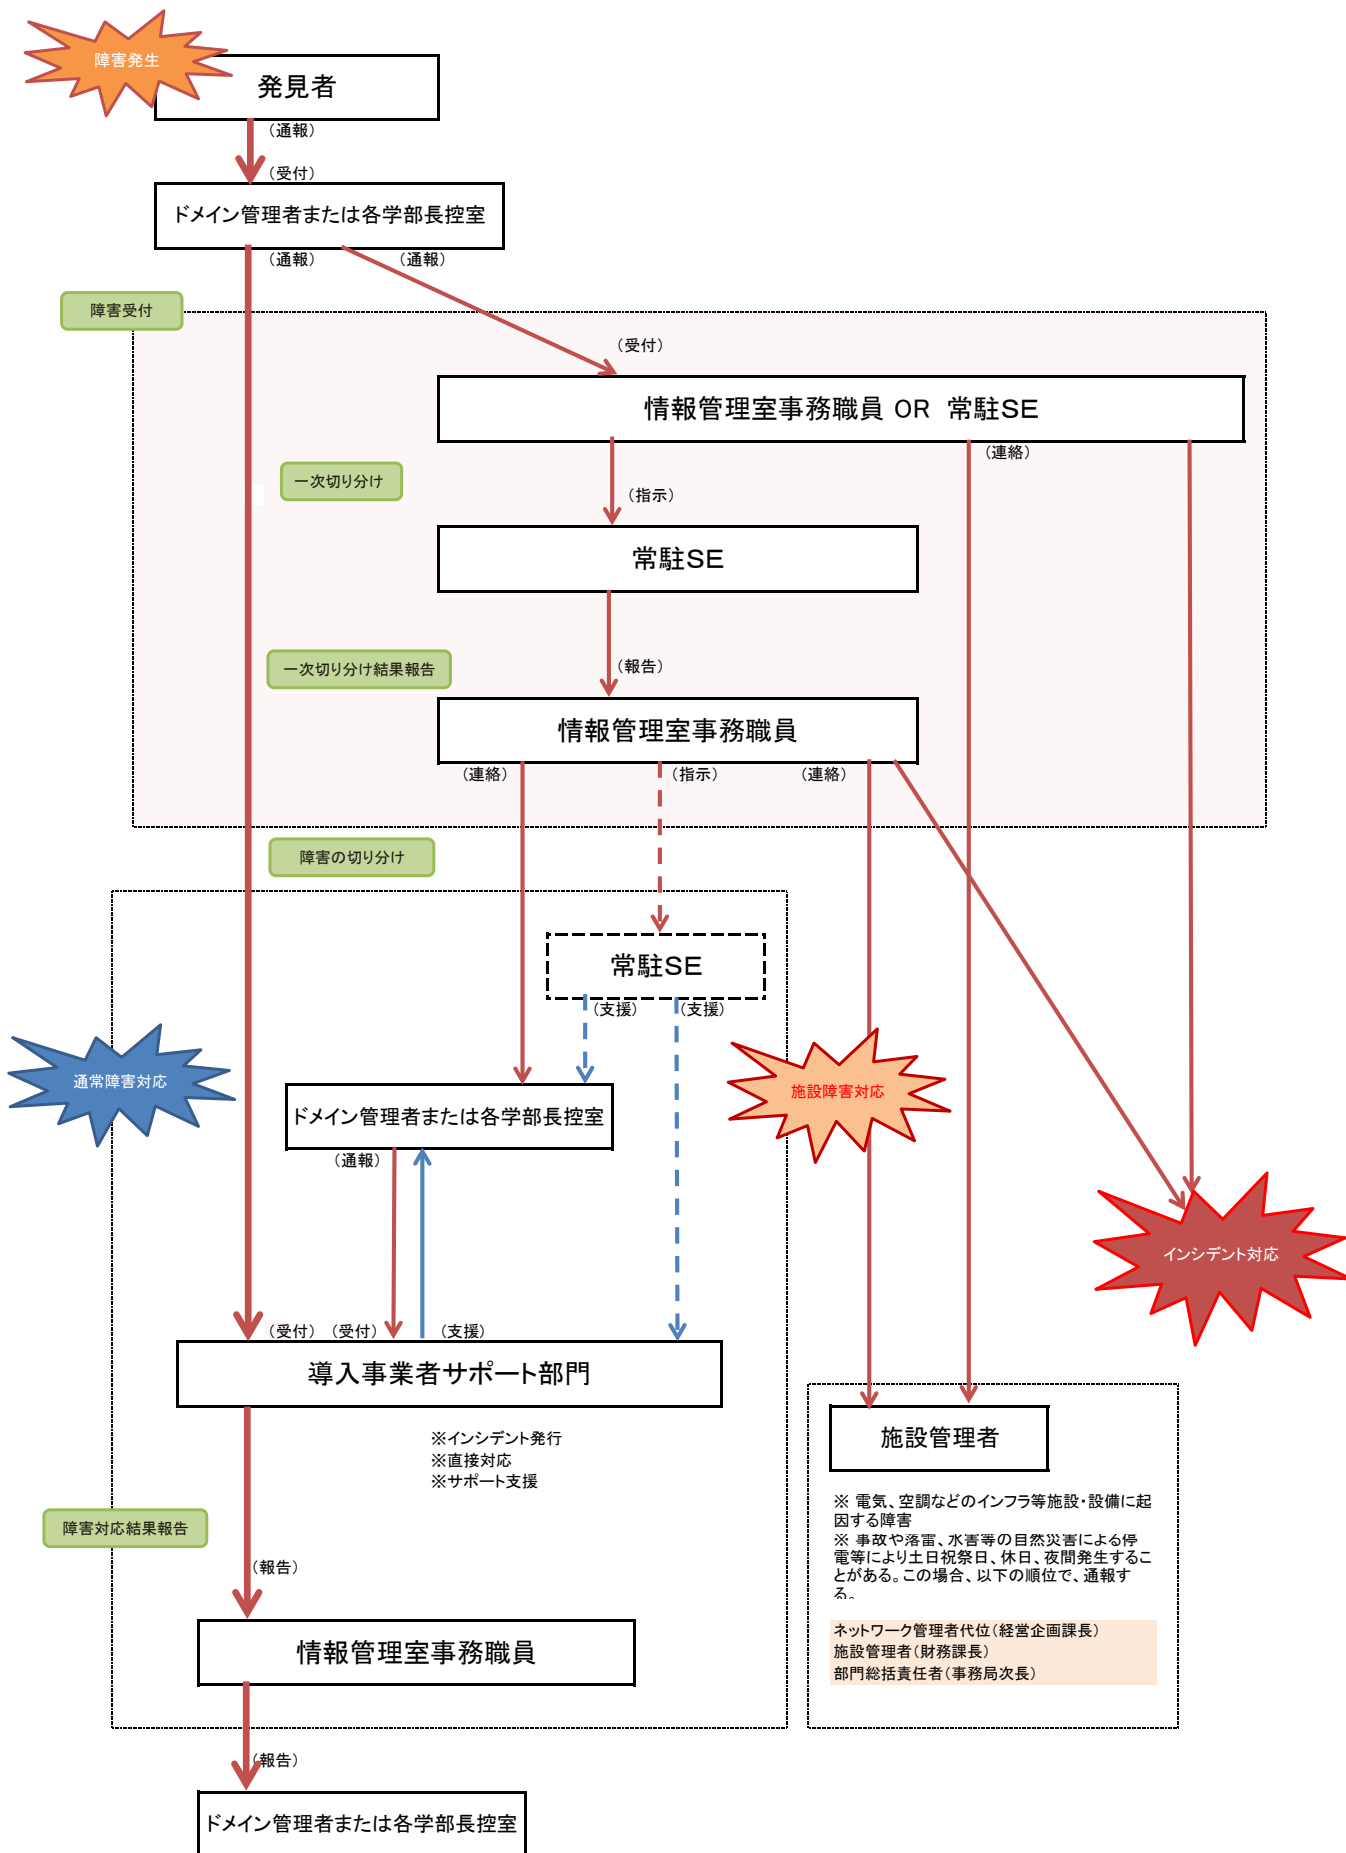 障害発生
発見者
（通報）
（受付）
ドメイン管理者または各学部長控室
（通報）
（通報）
障害受付
（受付）
情報管理室事務職員 OR 常駐SE
（連絡）
一次切り分け
（指示）
常駐SE
一次切り分け結果報告
（報告）
情報管理室事務職員
（連絡）
（指示）
（連絡）
障害の切り分け
常駐SE
（支援）
（支援）
通常障害対応
施設障害対応
ドメイン管理者または各学部長控室
（通報）
インシデント対応
（受付）
（受付）
（支援）
導入事業者サポート部門
※インシデント発行
※直接対応
※サポート支援
施設管理者
※ 電気、空調などのインフラ等施設・設備に起
因する障害
※ 事故や落雷、水害等の自然災害による停
電等により土日祝祭日、休日、夜間発生するこ
とがある。この場合、以下の順位で、通報す
る。
ネットワーク管理者代位（経営企画課長）
施設管理者（財務課長）
部門総括責任者（事務局次長）
障害対応結果報告
（報告）
情報管理室事務職員
（報告）
ドメイン管理者または各学部長控室